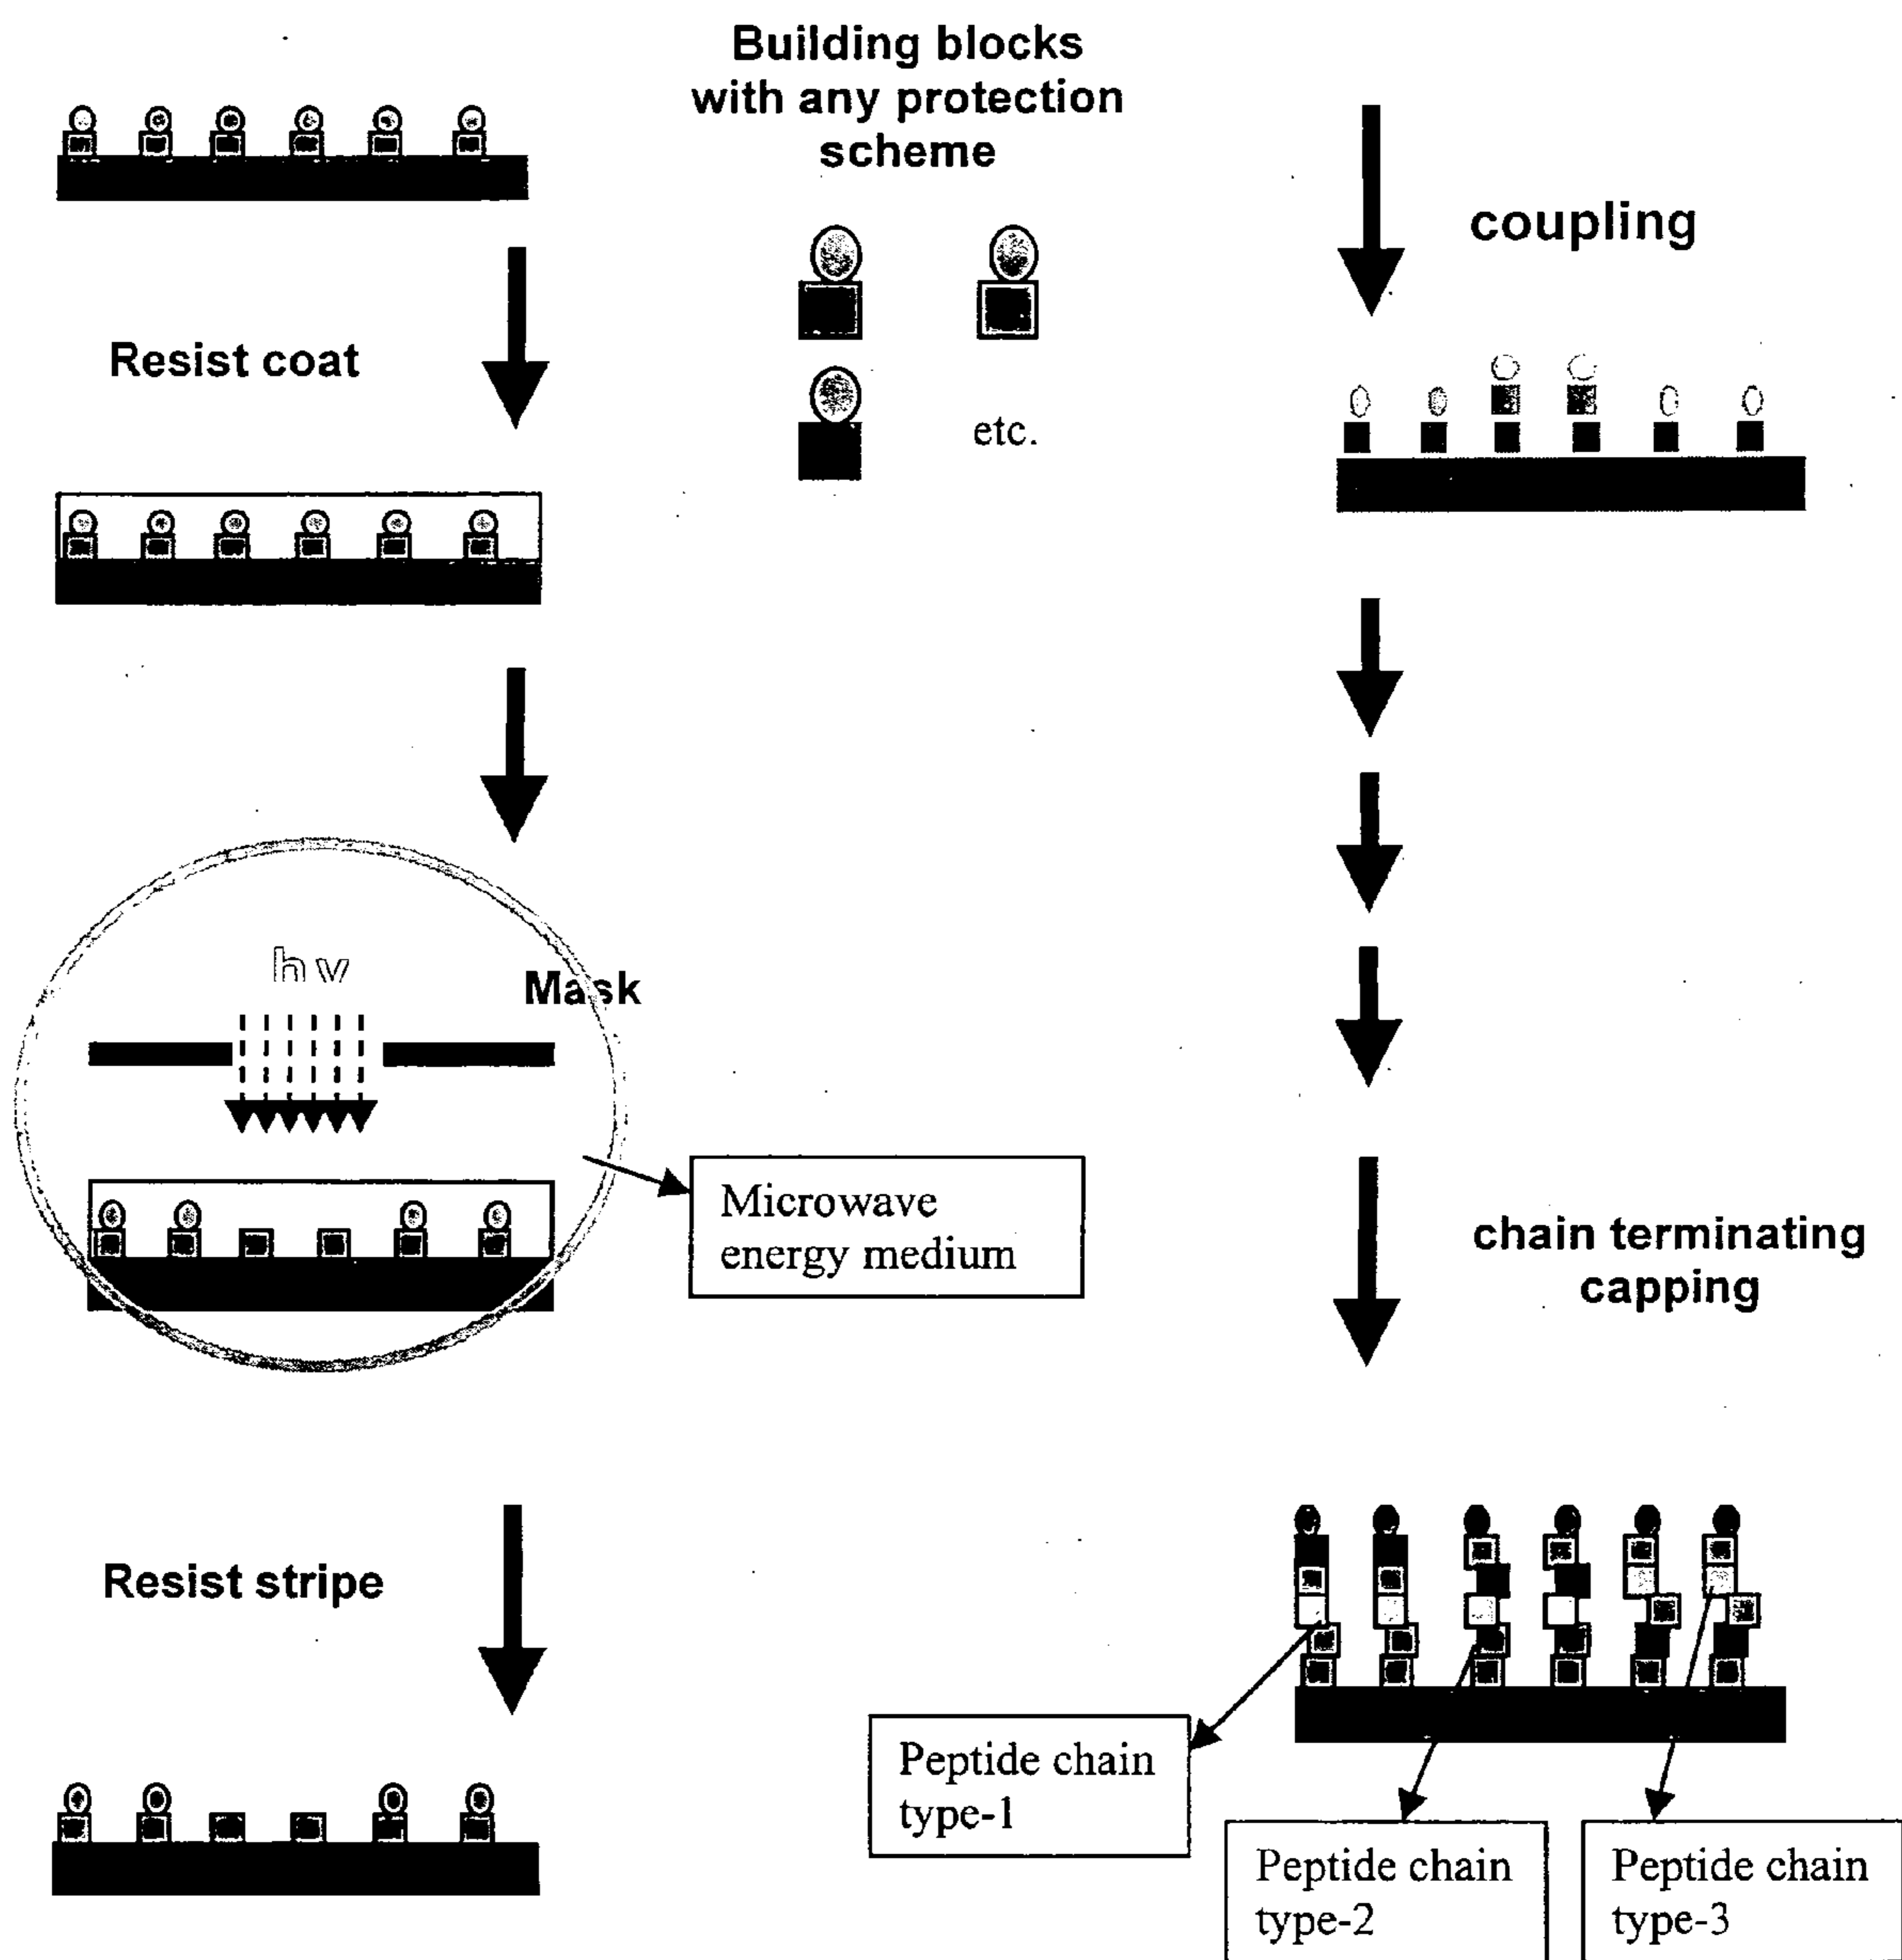 Building blocks
with any protection
scheme
etc.
Resist coat
hν
Mask
Microwave
energy medium
Resist stripe
coupling
chain terminating
capping
Peptide chain
type-1
Peptide chain
type-2
Peptide chain
type-3